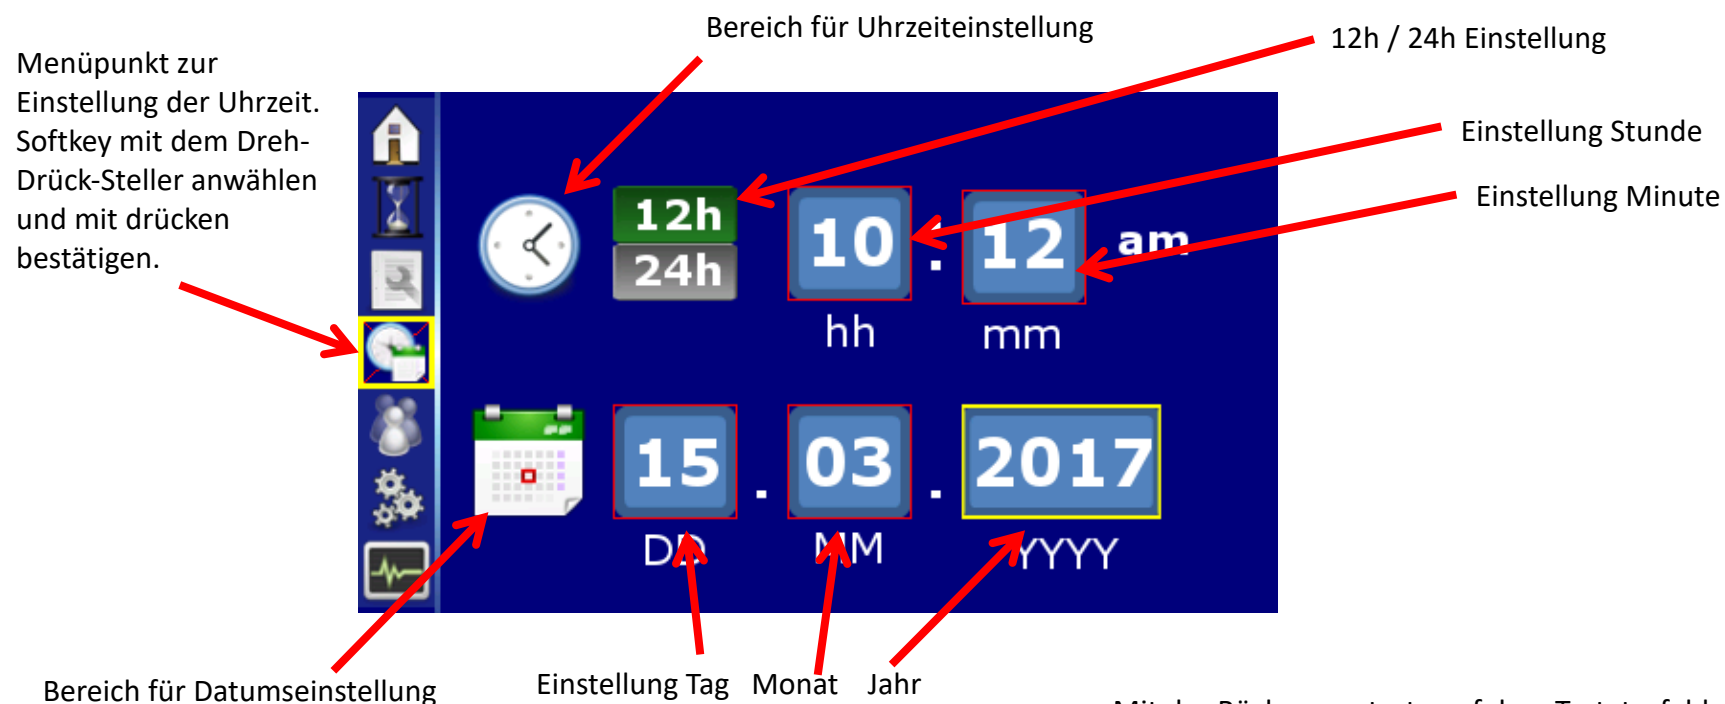 Bereich für Uhrzeiteinstellung
12h / 24h Einstellung
Menüpunkt zur
Einstellung der Uhrzeit.
Softkey mit dem Dreh-
Drück-Steller anwählen
und mit drücken
bestätigen.
Einstellung Stunde
Einstellung Minute
12h
24h
10 : 12 am
hh mm
15 . 03 . 2017
DD MM YYYY
Einstellung Tag Monat Jahr
Bereich für Datumseinstellung